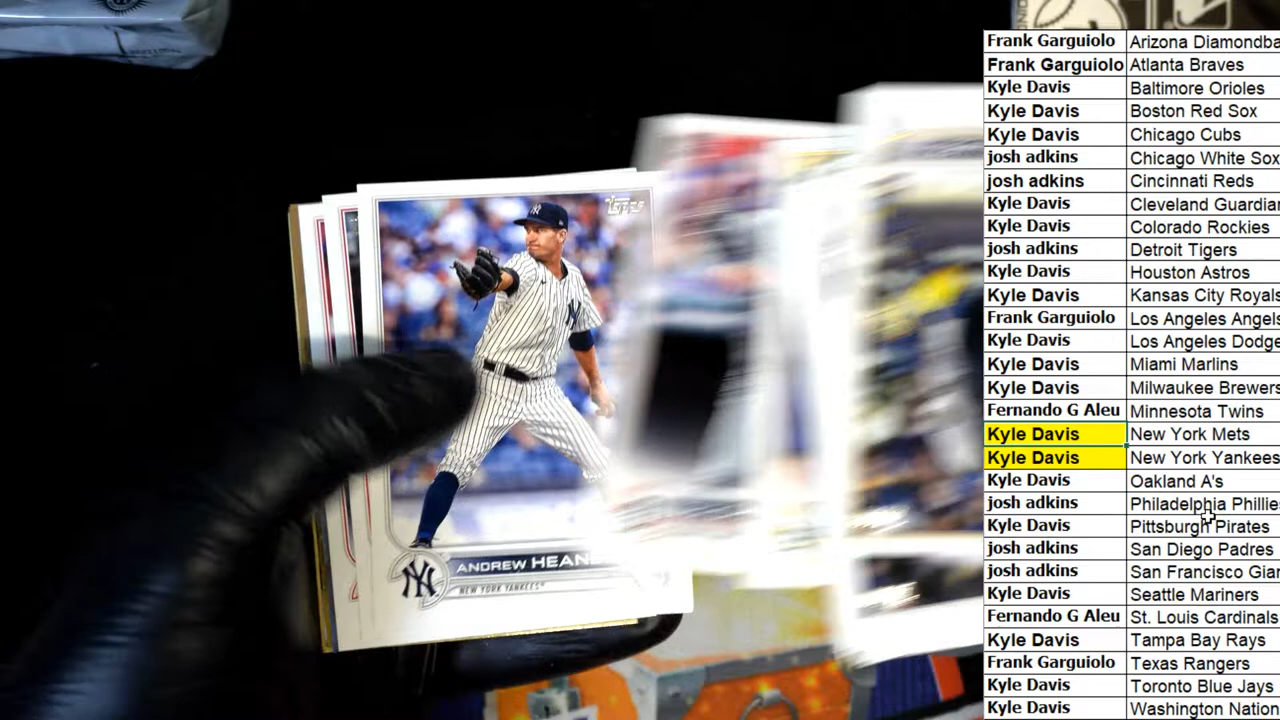 Topps
ANDREW HEAN
NEW YORK YANKEES
Frank Garguiolo Arizona Diamondba
Frank Garguiolo Atlanta Braves
Kyle Davis Baltimore Orioles
Kyle Davis Boston Red Sox
Kyle Davis Chicago Cubs
josh adkins Chicago White Sox
josh adkins Cincinnati Reds
Kyle Davis Cleveland Guardian
Kyle Davis Colorado Rockies
josh adkins Detroit Tigers
Kyle Davis Houston Astros
Kyle Davis Kansas City Royals
Frank Garguiolo Los Angeles Angels
Kyle Davis Los Angeles Dodge
Kyle Davis Miami Marlins
Kyle Davis Milwaukee Brewers
Fernando G Aleu Minnesota Twins
Kyle Davis New York Mets
Kyle Davis New York Yankees
Kyle Davis Oakland A's
josh adkins Philadelphia Phillies
Kyle Davis Pittsburgh Pirates
josh adkins San Diego Padres
josh adkins San Francisco Gian
Kyle Davis Seattle Mariners
Fernando G Aleu St. Louis Cardinals
Kyle Davis Tampa Bay Rays
Frank Garguiolo Texas Rangers
Kyle Davis Toronto Blue Jays
Kyle Davis Washington Nation